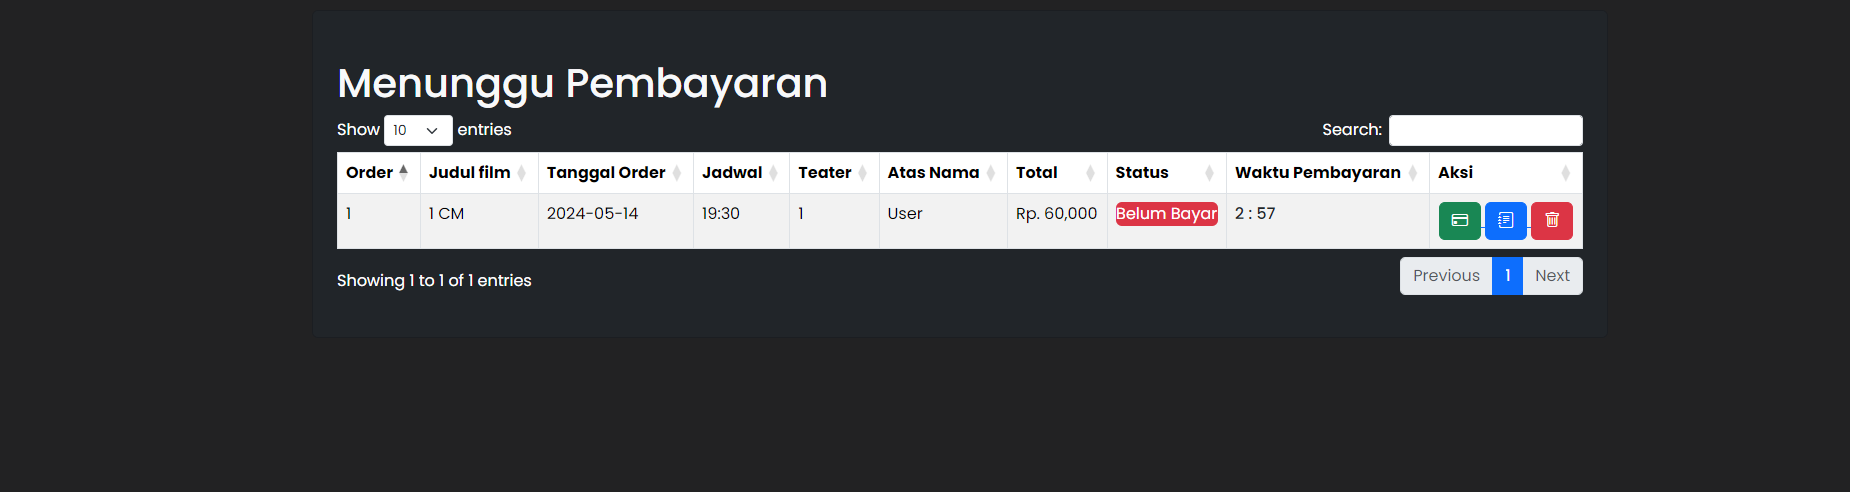 Menunggu Pembayaran
Show 10 entries Search:
Order Judul film Tanggal Order Jadwal Teater Atas Nama Total Status Waktu Pembayaran Aksi
1 1 CM 2024-05-14 19:30 1 User Rp. 60,000 Belum Bayar 2 : 57
Showing 1 to 1 of 1 entries Previous 1 Next